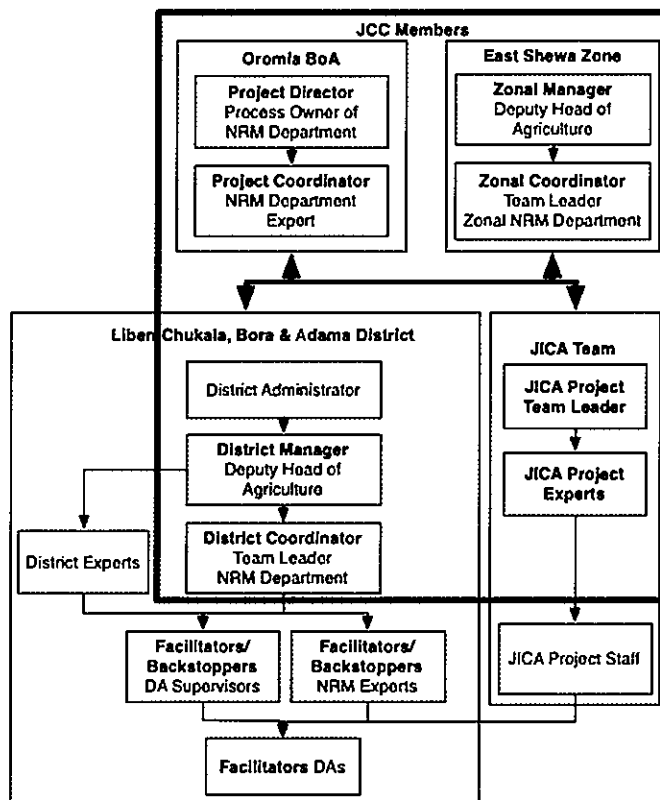 JCC Members
Oromia BoA
Project Director
Process Owner of
NRM Department
Project Coordinator
NRM Department
Expert
East Shewa Zone
Zonal Manager
Deputy Head of
Agriculture
Zonal Coordinator
Team Leader
Zonal NRM Department
Liben Chukala, Bora & Adama District
District Administrator
District Manager
Deputy Head of
Agriculture
District Coordinator
Team Leader
NRM Department
District Experts
Facilitators/
Backstoppers
DA Supervisors
Facilitators/
Backstoppers
NRM Exports
Facilitators DAs
JICA Team
JICA Project
Team Leader
JICA Project
Experts
JICA Project Staff